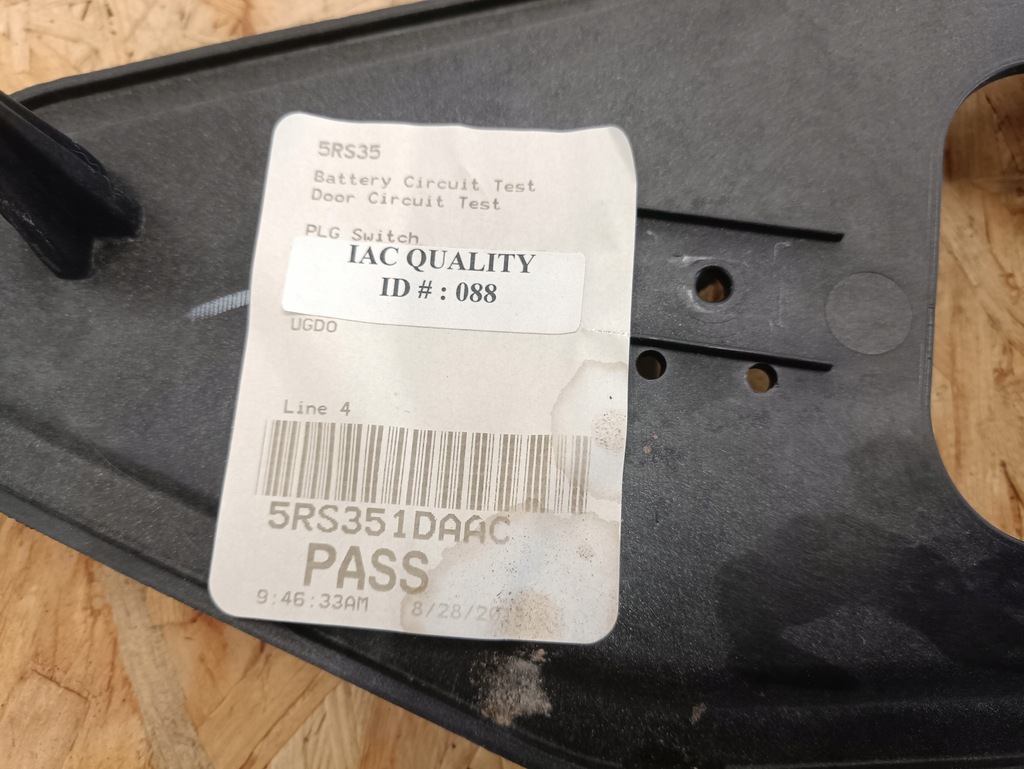 5RS35
Battery Circuit Test
Door Circuit Test
PLG Switch
IAC QUALITY
ID # : 088
UGDO
Line 4
5RS351DAAC
PASS
9:46:33AM